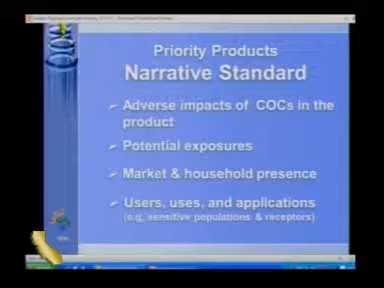 Priority Products
Narrative Standard
Adverse impacts of COCs in the
product
Potential exposures
Market & household presence
Users, uses, and applications
(e.g, sensitive populations & receptors)